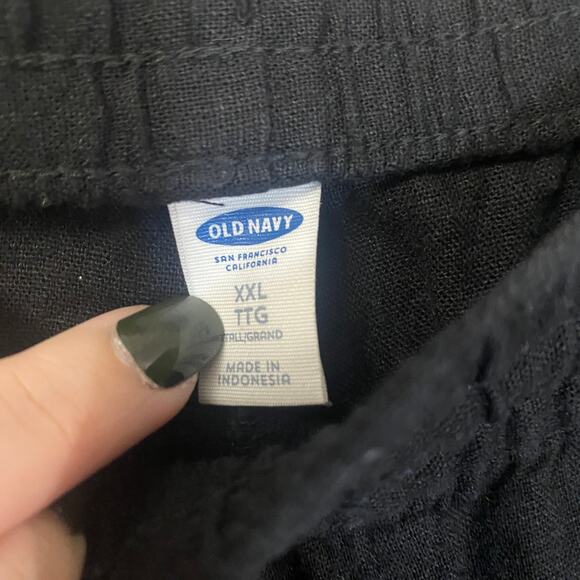 OLD NAVY
SAN FRANCISCO
CALIFORNIA
XXL
TTG
TALL/GRAND
MADE IN
INDONESIA